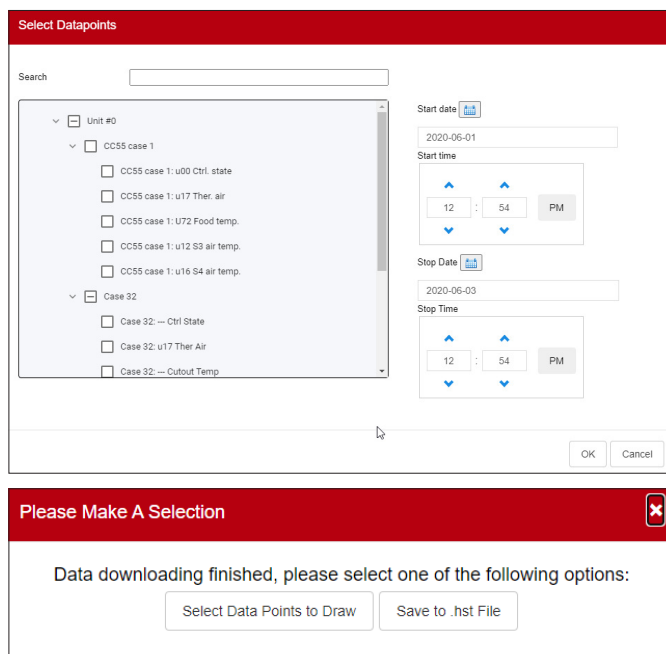 Select Datapoints
Search
Unit #0
CC55 case 1
CC55 case 1: u00 Ctrl. state
CC55 case 1: u17 Ther. air
CC55 case 1: U72 Food temp.
CC55 case 1: u12 S3 air temp.
CC55 case 1: u16 S4 air temp.
Case 32
Case 32: --- Ctrl State
Case 32: u17 Ther Air
Case 32: --- Cutout Temp
Start date
2020-06-01
Start time
12 : 54 PM
Stop Date
2020-06-03
Stop Time
12 : 54 PM
OK Cancel
Please Make A Selection
Data downloading finished, please select one of the following options:
Select Data Points to Draw Save to .hst File